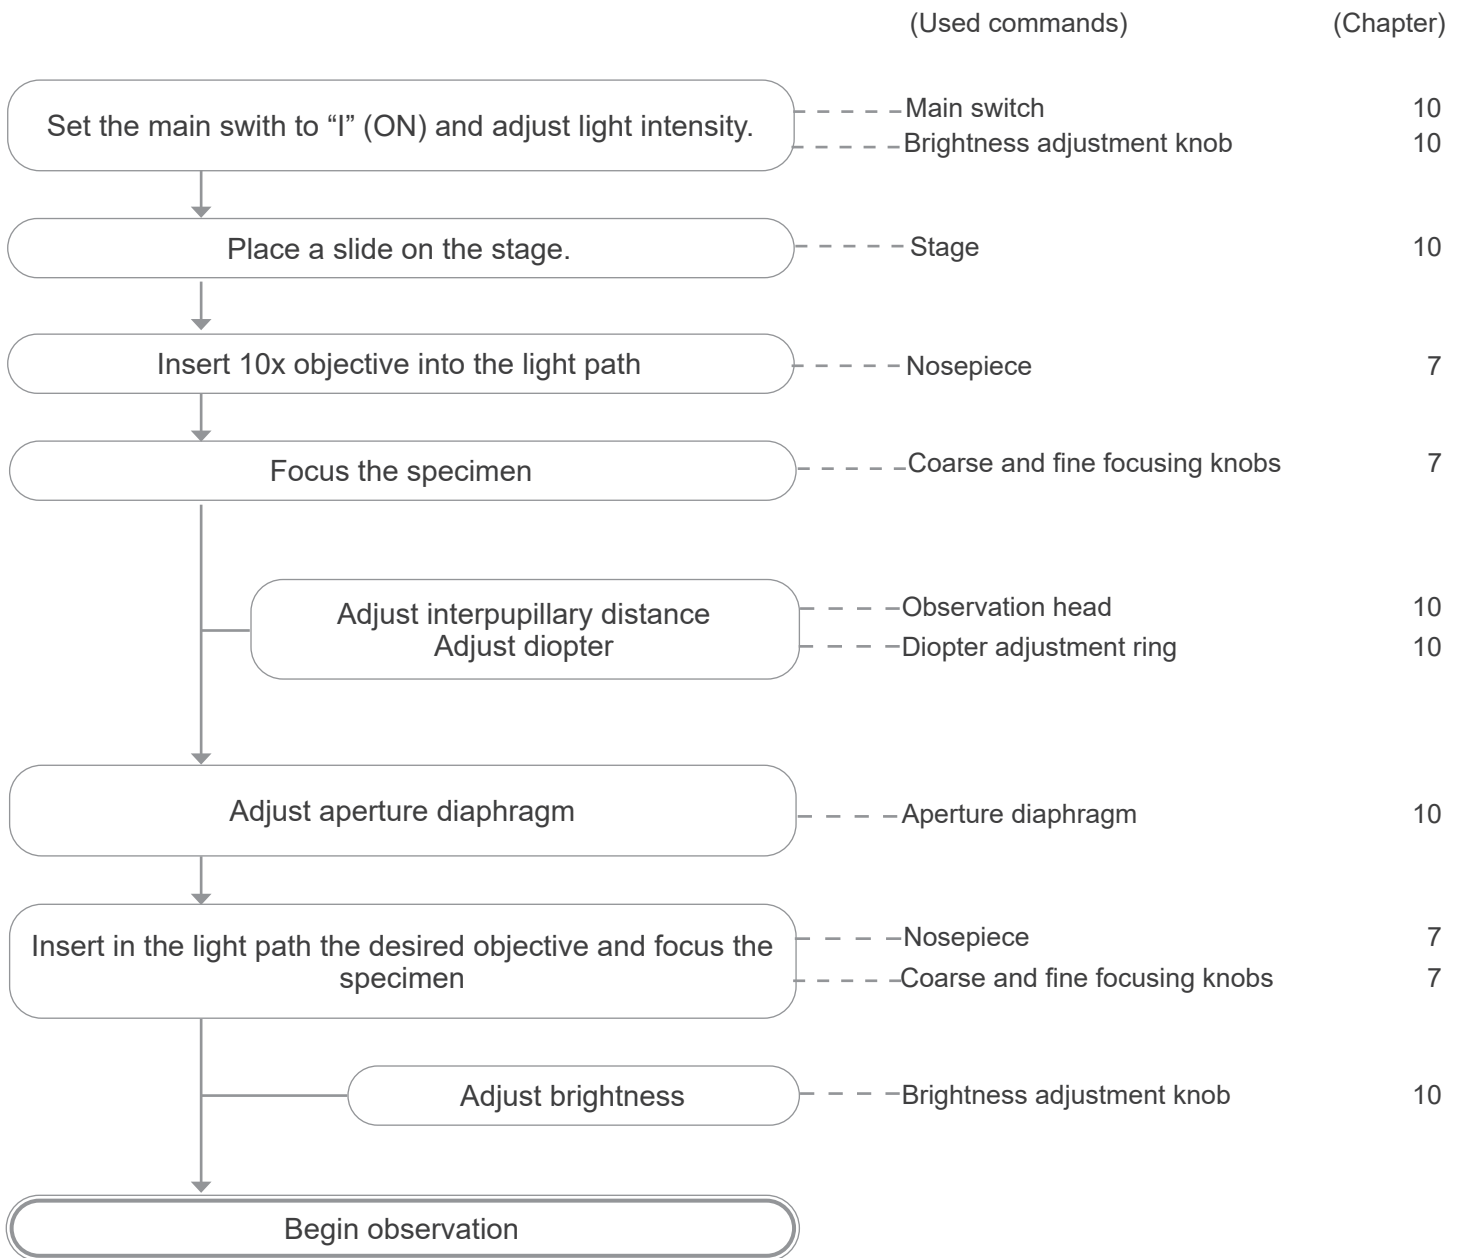 (Used commands) (Chapter)
Set the main swith to “I” (ON) and adjust light intensity.
Main switch 10
Brightness adjustment knob 10
Place a slide on the stage.
Stage 10
Insert 10x objective into the light path
Nosepiece 7
Focus the specimen
Coarse and fine focusing knobs 7
Adjust interpupillary distance
Adjust diopter
Observation head 10
Diopter adjustment ring 10
Adjust aperture diaphragm
Aperture diaphragm 10
Insert in the light path the desired objective and focus the
specimen
Nosepiece 7
Coarse and fine focusing knobs 7
Adjust brightness
Brightness adjustment knob 10
Begin observation